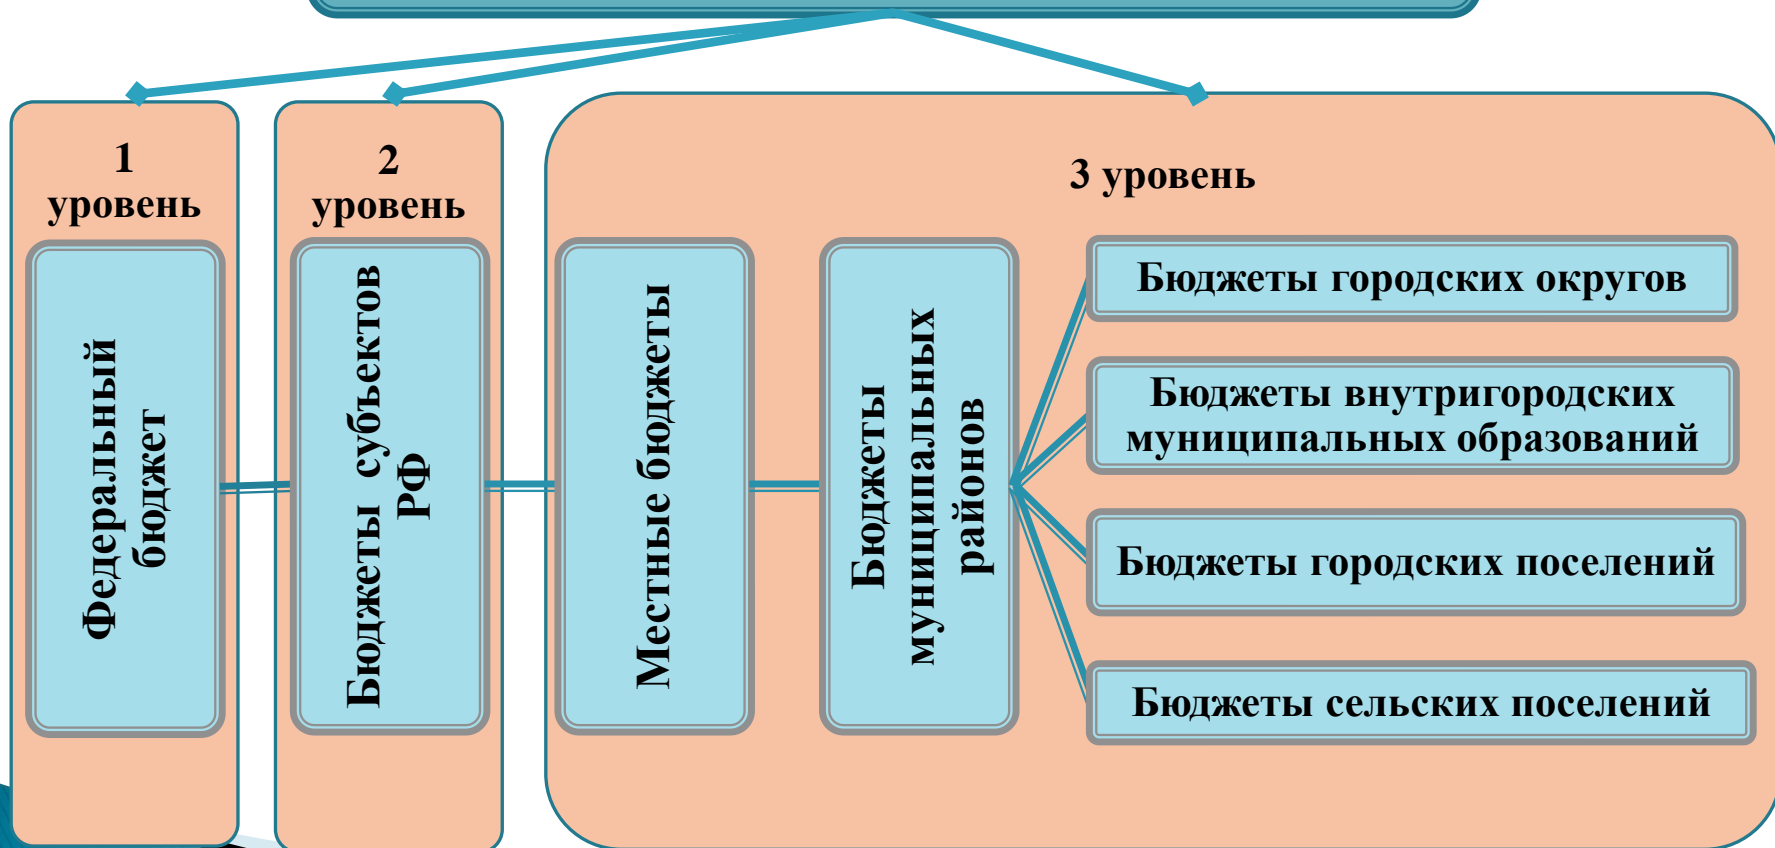 1
уровень
Федеральный
бюджет
2
уровень
Бюджеты субъектов
РФ
3 уровень
Местные бюджеты
Бюджеты
муниципальных
районов
Бюджеты городских округов
Бюджеты внутригородских
муниципальных образований
Бюджеты городских поселений
Бюджеты сельских поселений